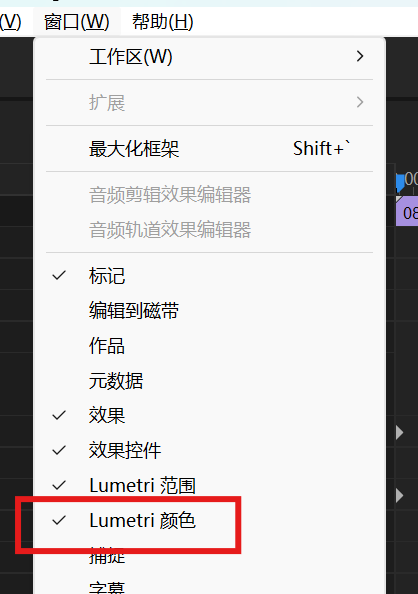 (V) 窗口(W) 帮助(H)
工作区(W)
扩展
最大化框架 Shift+`
音频剪辑效果编辑器
音频轨道效果编辑器
标记
编辑到磁带
作品
元数据
效果
效果控件
Lumetri 范围
Lumetri 颜色
捕捉
字幕